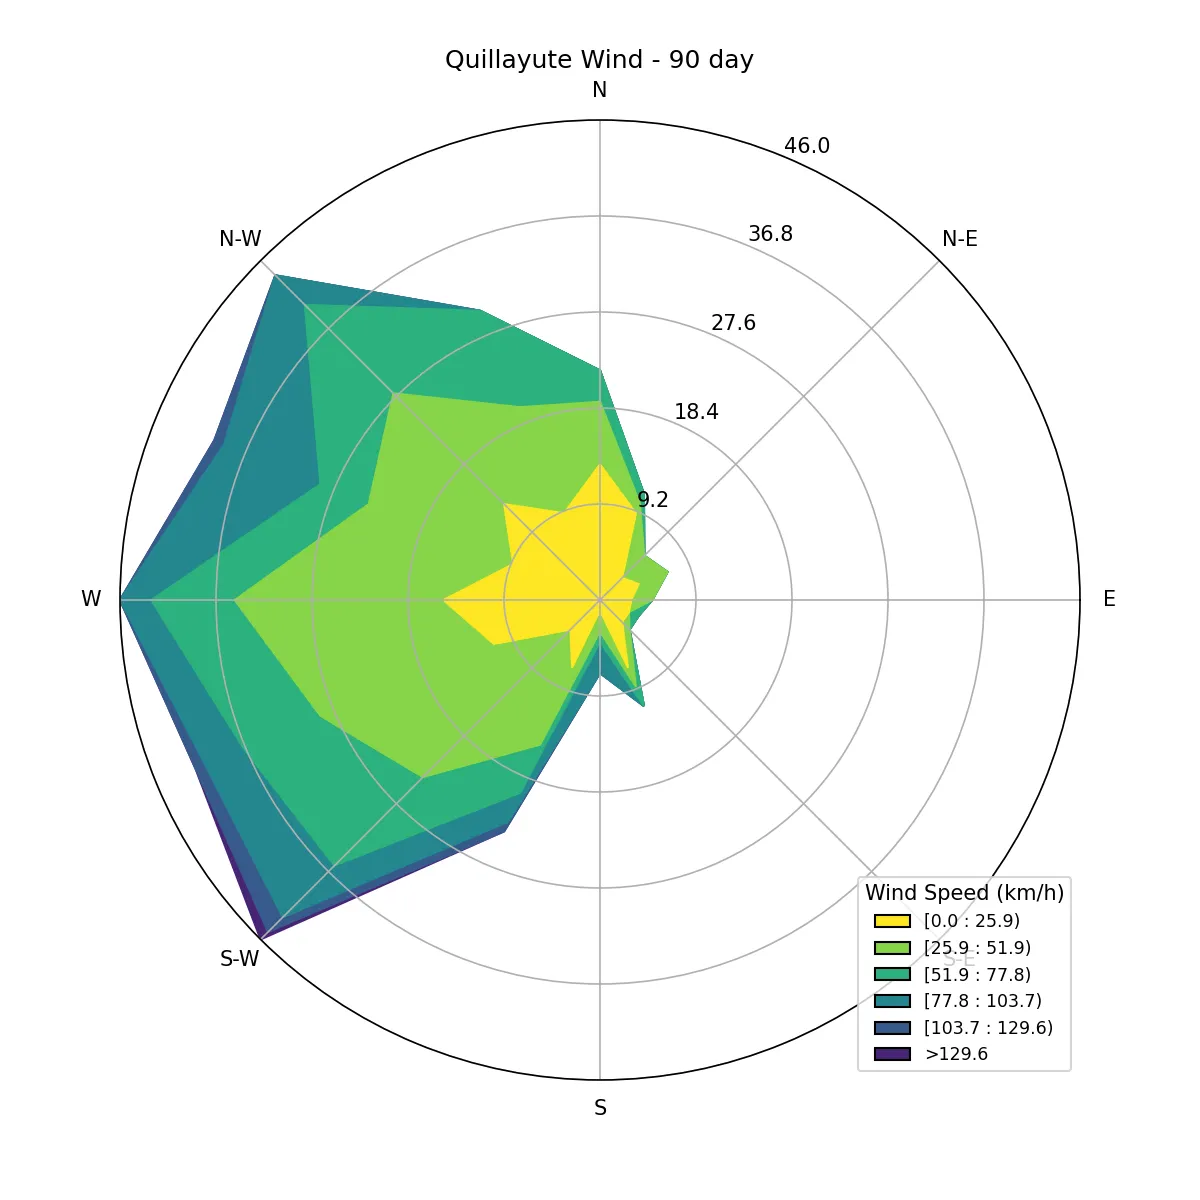 Quillayute Wind - 90 day
N
46.0
N-W
36.8
N-E
27.6
18.4
9.2
W
E
S-W
S-E
S
Wind Speed (km/h)
[0.0 : 25.9)
[25.9 : 51.9)
[51.9 : 77.8)
[77.8 : 103.7)
[103.7 : 129.6)
>129.6